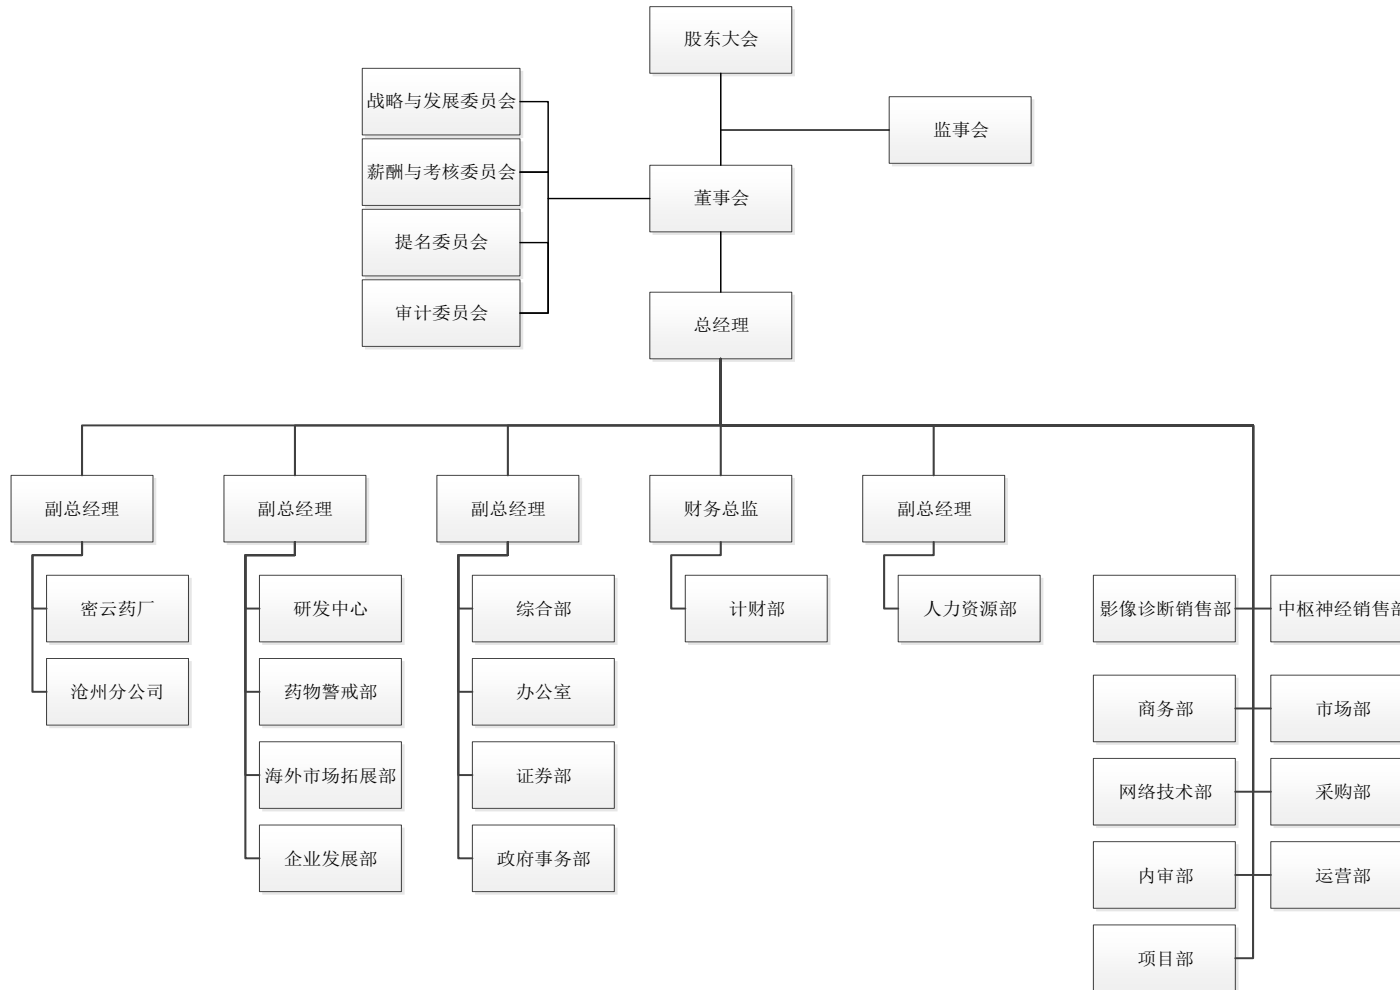 股东大会
战略与发展委员会
监事会
薪酬与考核委员会
董事会
提名委员会
审计委员会
总经理
副总经理
副总经理
副总经理
财务总监
副总经理
密云药厂
研发中心
综合部
计财部
人力资源部
影像诊断销售部
中枢神经销售部
沧州分公司
药物警戒部
办公室
商务部
市场部
海外市场拓展部
证券部
网络技术部
采购部
企业发展部
政府事务部
内审部
运营部
项目部